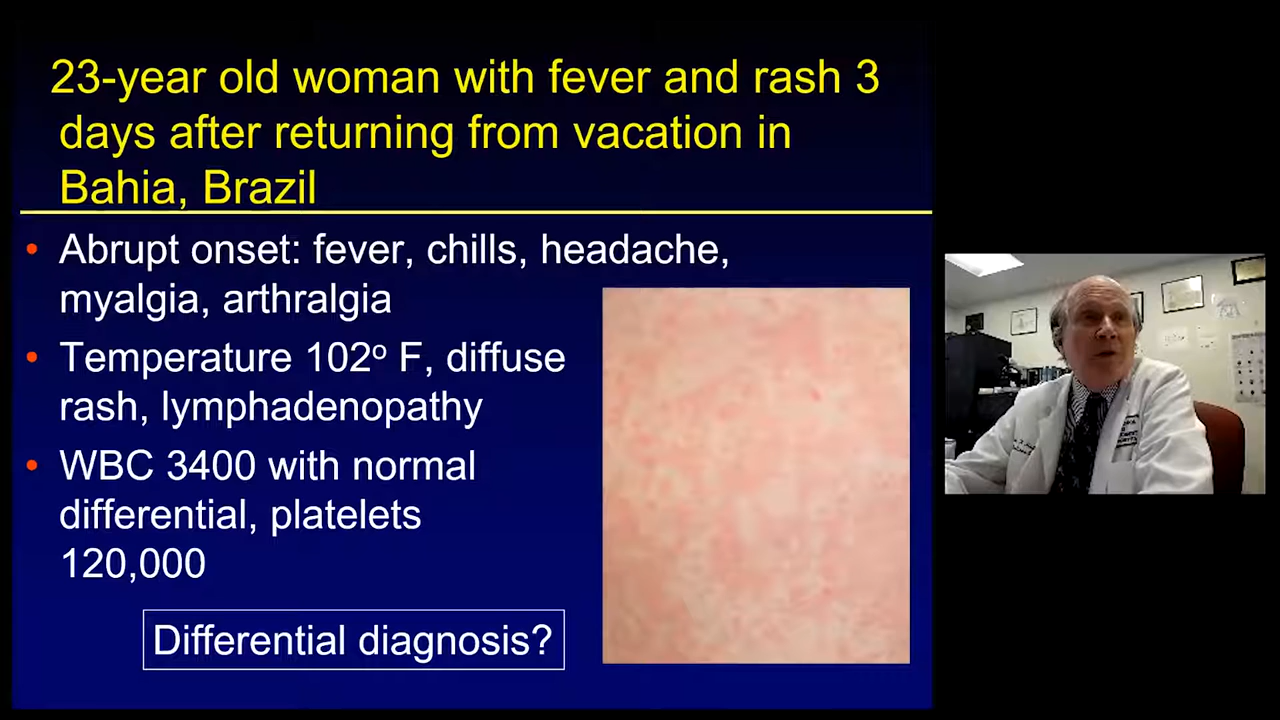 23-year old woman with fever and rash 3
days after returning from vacation in
Bahia, Brazil
• Abrupt onset: fever, chills, headache,
myalgia, arthralgia
• Temperature 102º F, diffuse
rash, lymphadenopathy
• WBC 3400 with normal
differential, platelets
120,000
Differential diagnosis?